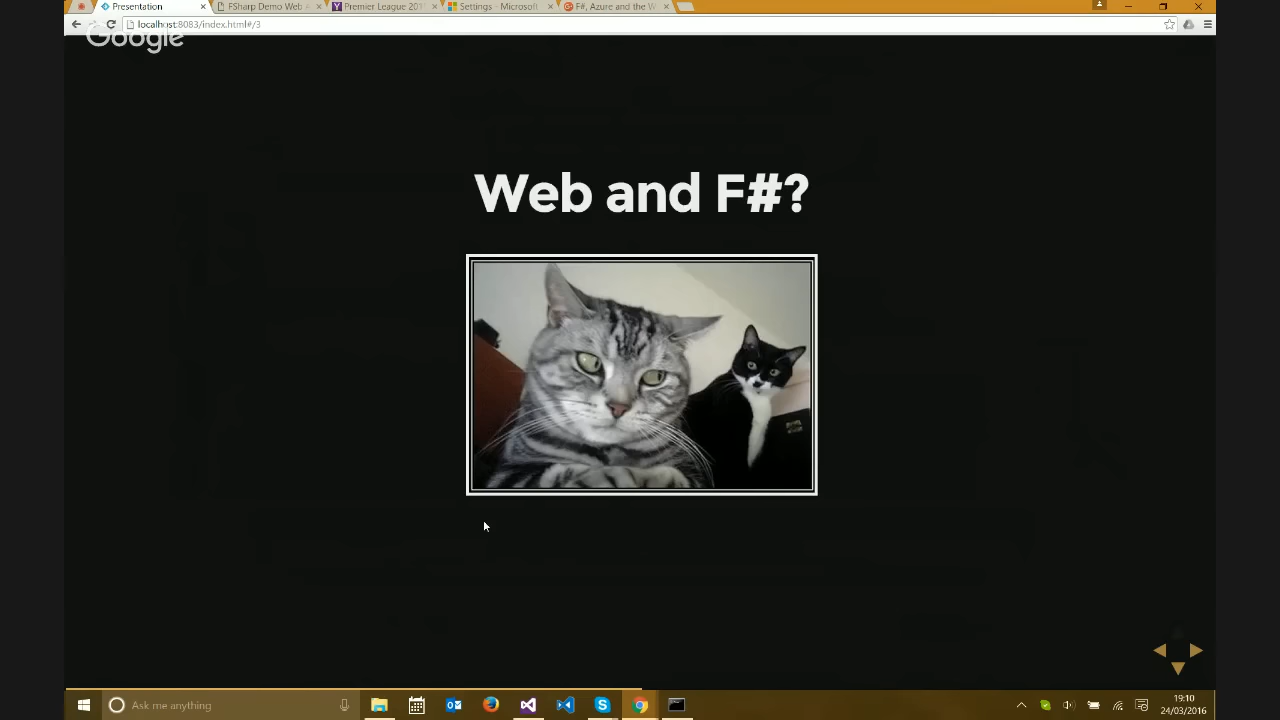 Presentation
FSharp Demo Web
Premier League 201
Settings - Microsoft
F#, Azure and the W
localhost:8083/index.html#/3
Google
Web and F#?
Ask me anything
19:10
24/03/2016